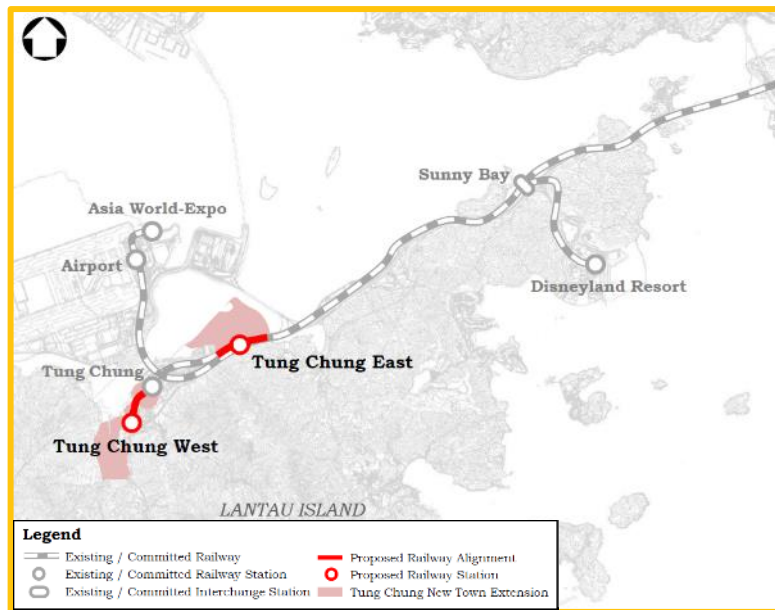 Sunny Bay
Asia World-Expo
Airport
Disneyland Resort
Tung Chung East
Tung Chung
Tung Chung West
LANTAU ISLAND
Legend
Existing / Committed Railway
Existing / Committed Railway Station
Existing / Committed Interchange Station
Proposed Railway Alignment
Proposed Railway Station
Tung Chung New Town Extension